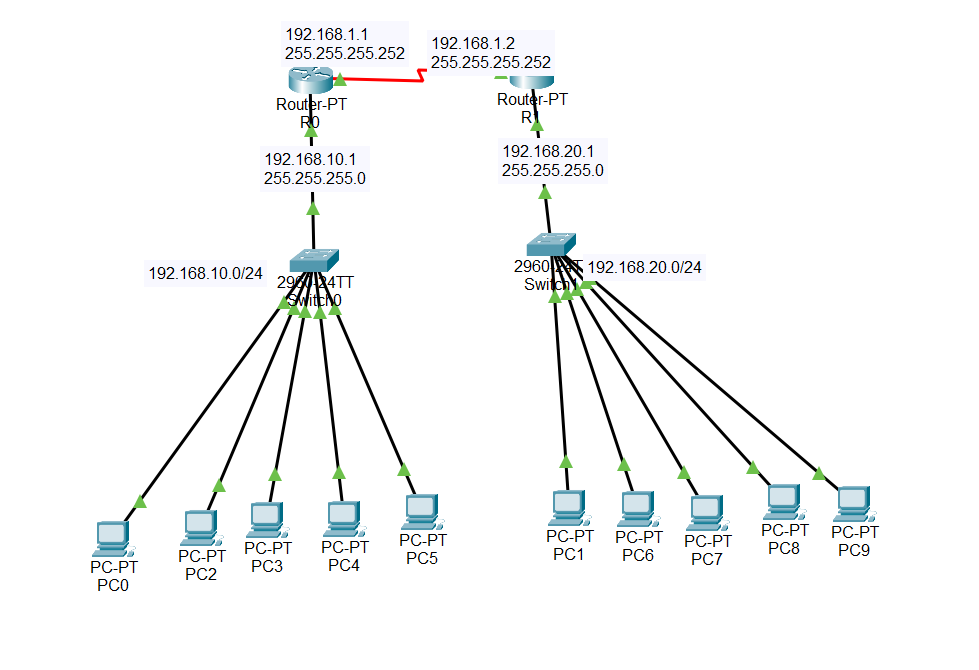 192.168.1.1
255.255.255.252
192.168.1.2
255.255.255.252
Router-PT
R0
Router-PT
R1
192.168.10.1
255.255.255.0
192.168.20.1
255.255.255.0
192.168.10.0/24
2960-24TT
Switch0
2960-24T
Switch
192.168.20.0/24
PC-PT
PC0
PC-PT
PC2
PC-PT
PC3
PC-PT
PC4
PC-PT
PC5
PC-PT
PC1
PC-PT
PC6
PC-PT
PC7
PC-PT
PC8
PC-PT
PC9